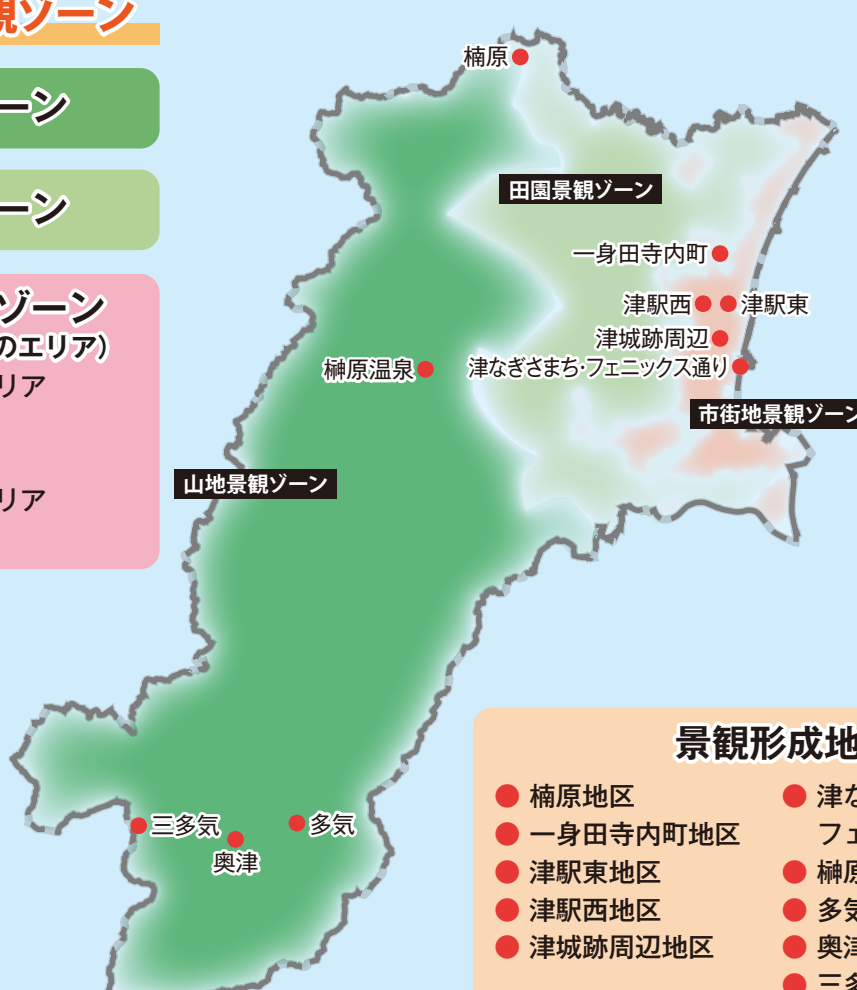 観ゾーン
ーン
ーン
ゾーン
のエリア）
リア
リア
楠原
田園景観ゾーン
一身田寺内町
津駅西
津駅東
津城跡周辺
榊原温泉
津なぎさまち・フェニックス通り
市街地景観ゾーン
山地景観ゾーン
三多気
多気
奥津
景観形成地
楠原地区
一身田寺内町地区
津駅東地区
津駅西地区
津城跡周辺地区
津な
フェ
榊原
多気
奥津
三多